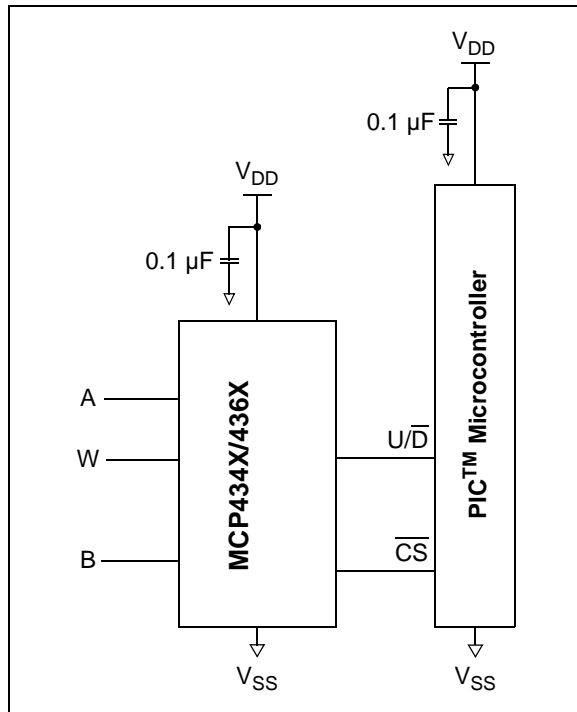 V_DD
0.1 µF
V_DD
0.1 µF
A
W
B
MCP434X/436X
U/D̅
C̅S̅
PIC™ Microcontroller
V_SS
V_SS